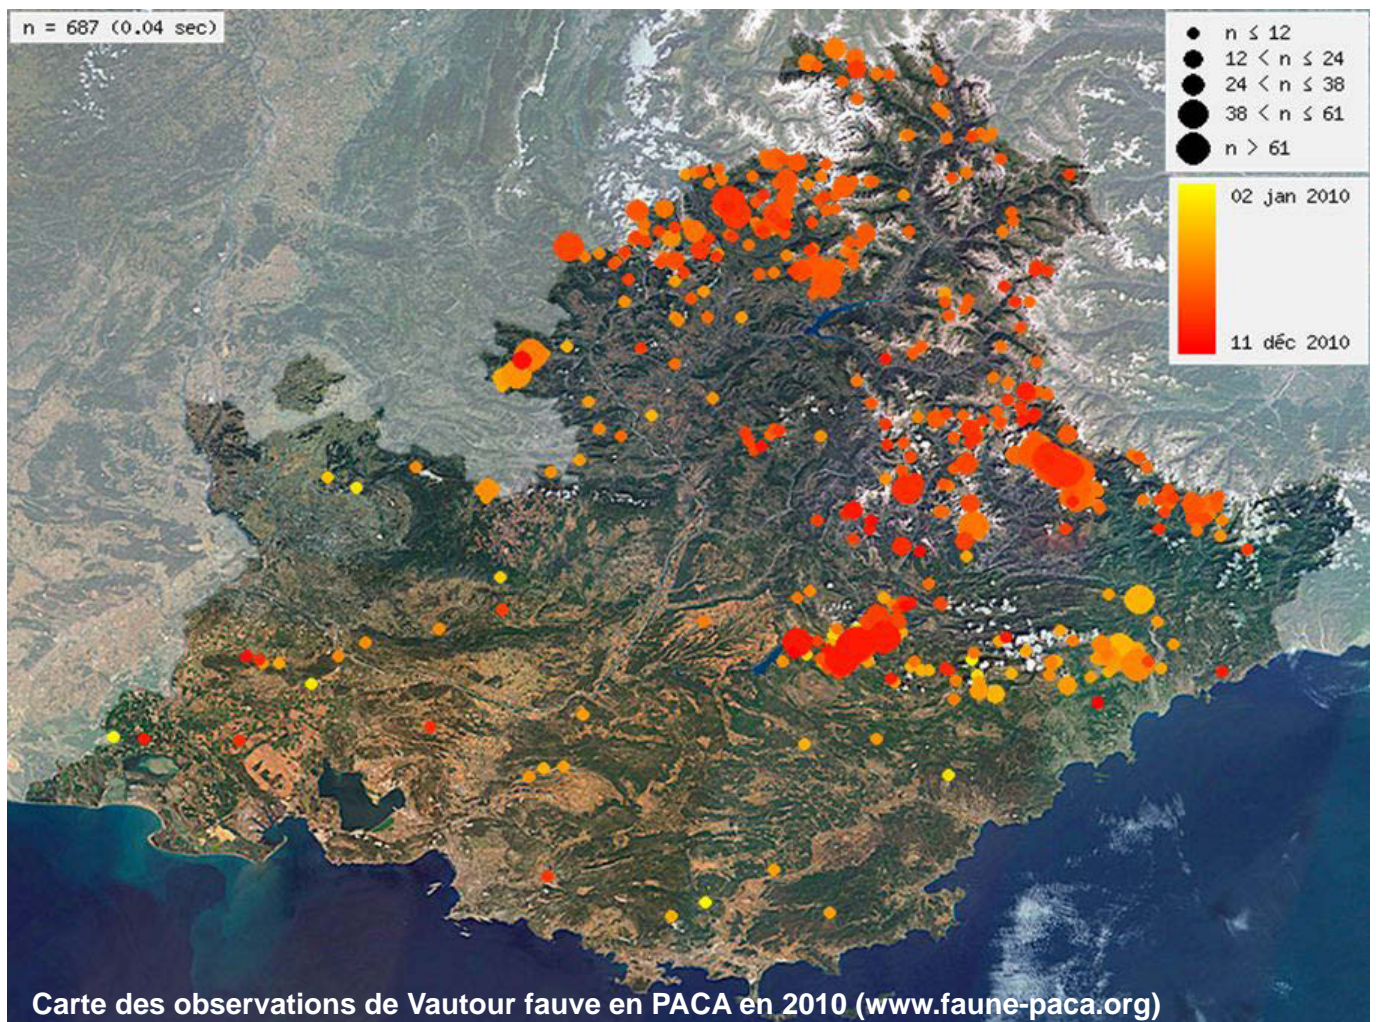 n = 687 (0.04 sec)
n ≤ 12
12 < n ≤ 24
24 < n ≤ 38
38 < n ≤ 61
n > 61
02 jan 2010
11 déc 2010
Carte des observations de Vautour fauve en PACA en 2010 (www.faune-paca.org)